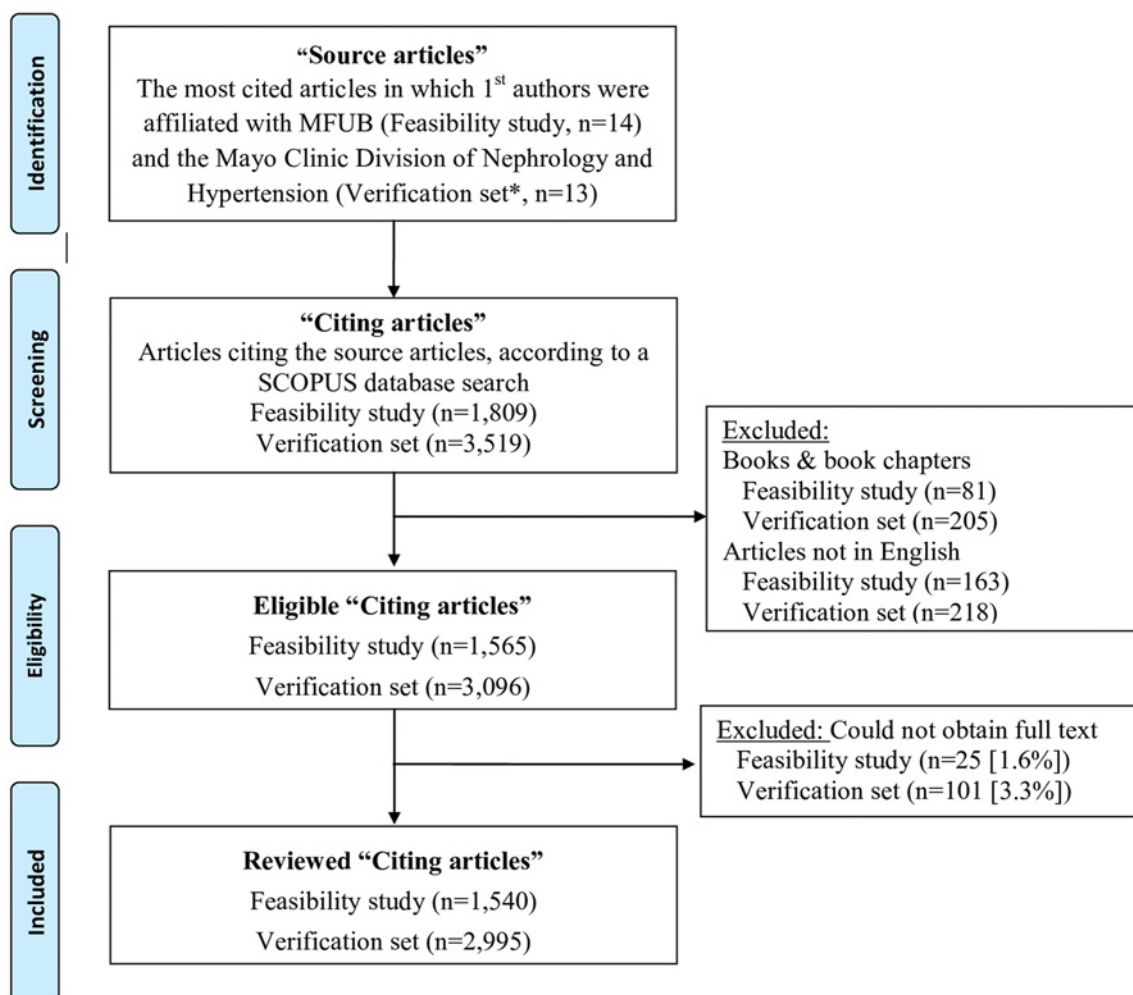 Identification
“Source articles”
The most cited articles in which 1st authors were
affiliated with MFUB (Feasibility study, n=14)
and the Mayo Clinic Division of Nephrology and
Hypertension (Verification set*, n=13)
Screening
“Citing articles”
Articles citing the source articles, according to a
SCOPUS database search
Feasibility study (n=1,809)
Verification set (n=3,519)
Excluded:
Books & book chapters
Feasibility study (n=81)
Verification set (n=205)
Articles not in English
Feasibility study (n=163)
Verification set (n=218)
Eligibility
Eligible “Citing articles”
Feasibility study (n=1,565)
Verification set (n=3,096)
Excluded: Could not obtain full text
Feasibility study (n=25 [1.6%])
Verification set (n=101 [3.3%])
Included
Reviewed “Citing articles”
Feasibility study (n=1,540)
Verification set (n=2,995)